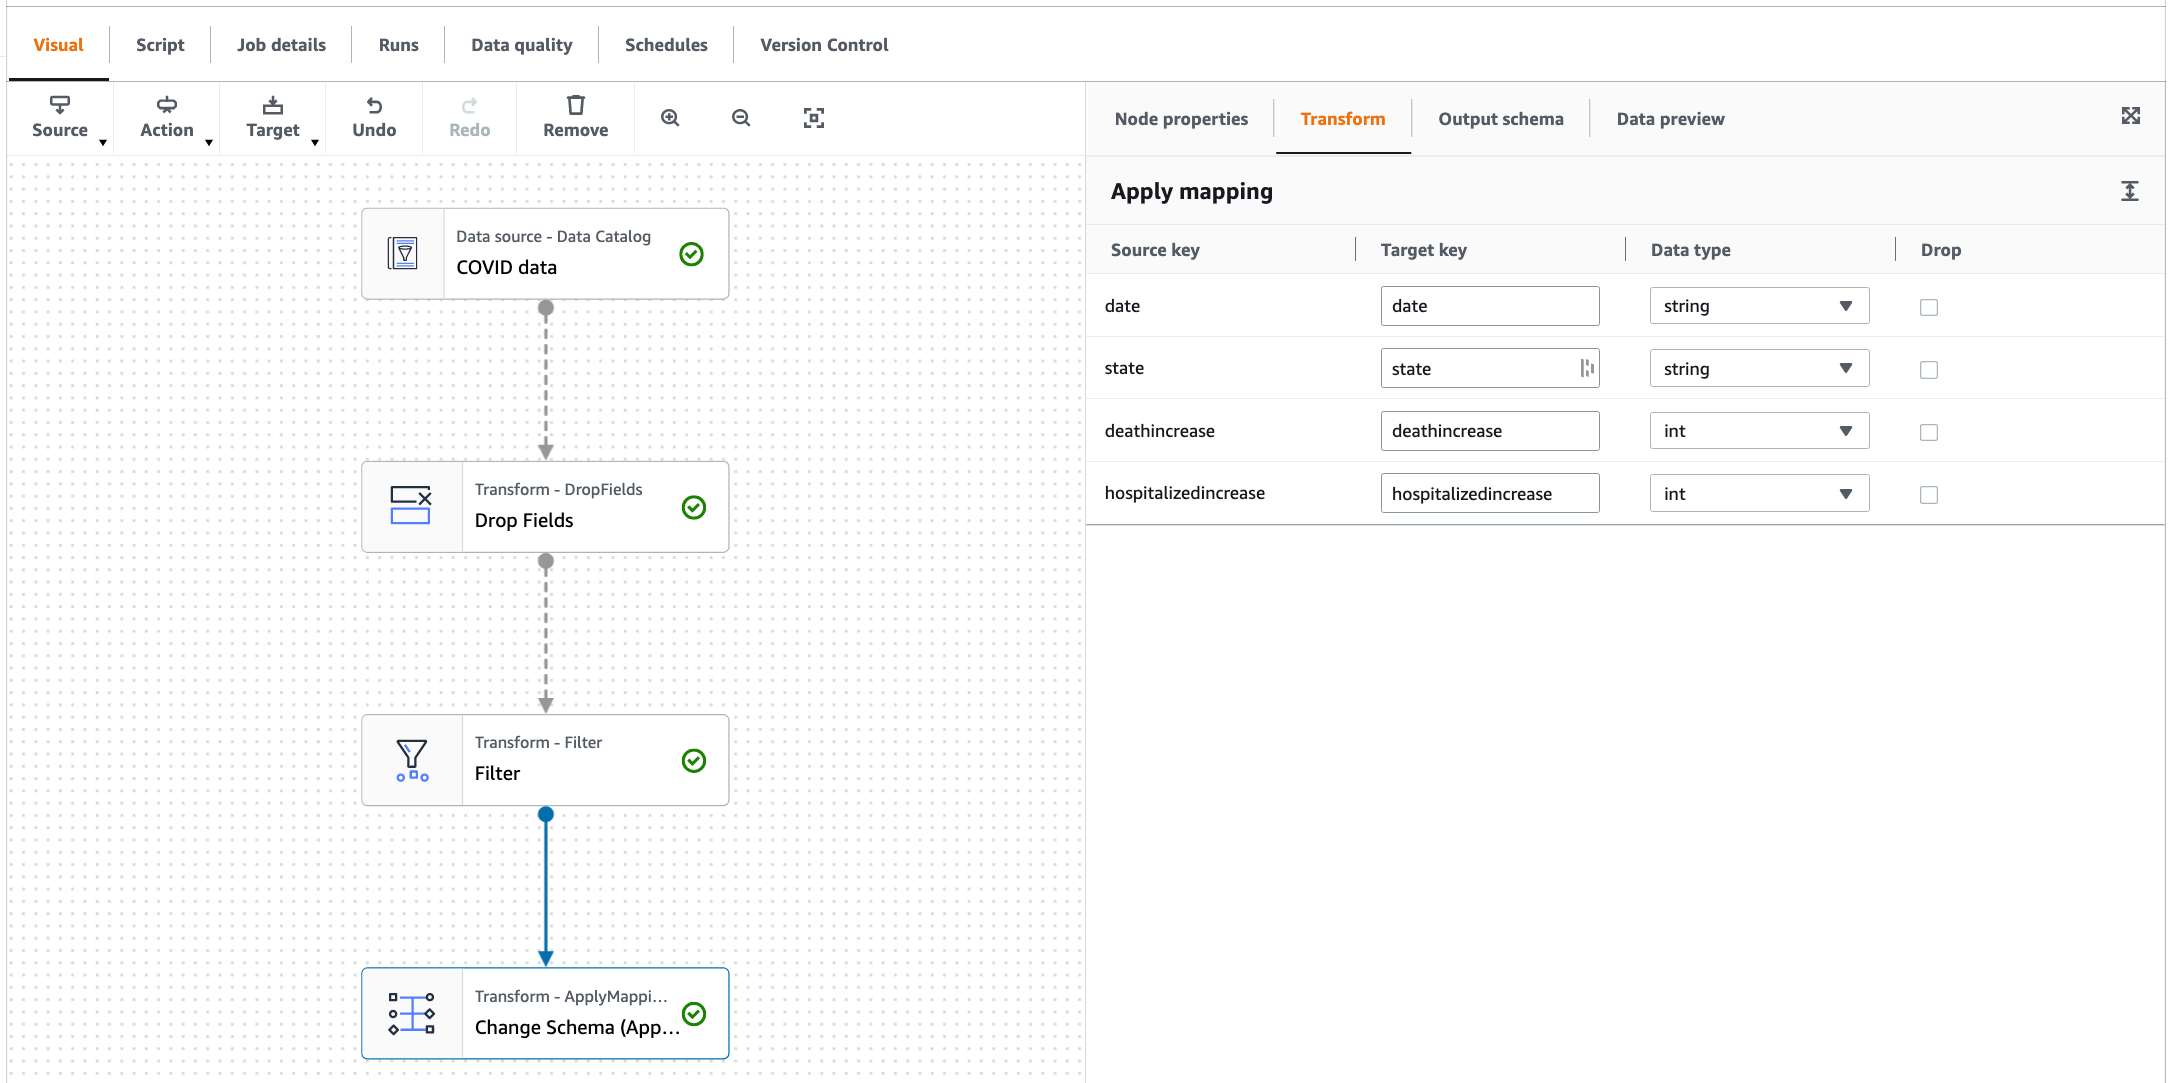 Visual Script Job details Runs Data quality Schedules Version Control
Source Action Target Undo Redo Remove
Node properties Transform Output schema Data preview
Data source - Data Catalog
COVID data
Transform - DropFields
Drop Fields
Transform - Filter
Filter
Transform - ApplyMappi...
Change Schema (App...
Apply mapping
Source key Target key Data type Drop
date date string
state state string
deathincrease deathincrease int
hospitalizedincrease hospitalizedincrease int